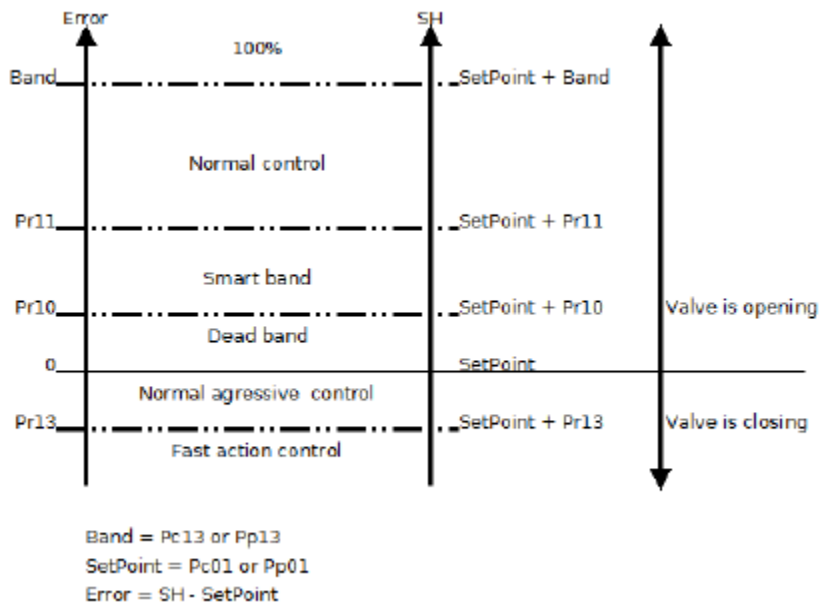 Error SH
100%
Band SetPoint + Band
Normal control
Pr11 SetPoint + Pr11
Smart band
Pr10 SetPoint + Pr10 Valve is opening
Dead band
0 SetPoint
Normal agressive control
Pr13 SetPoint + Pr13 Valve is closing
Fast action control
Band = Pc13 or Pp13
SetPoint = Pc01 or Pp01
Error = SH - SetPoint